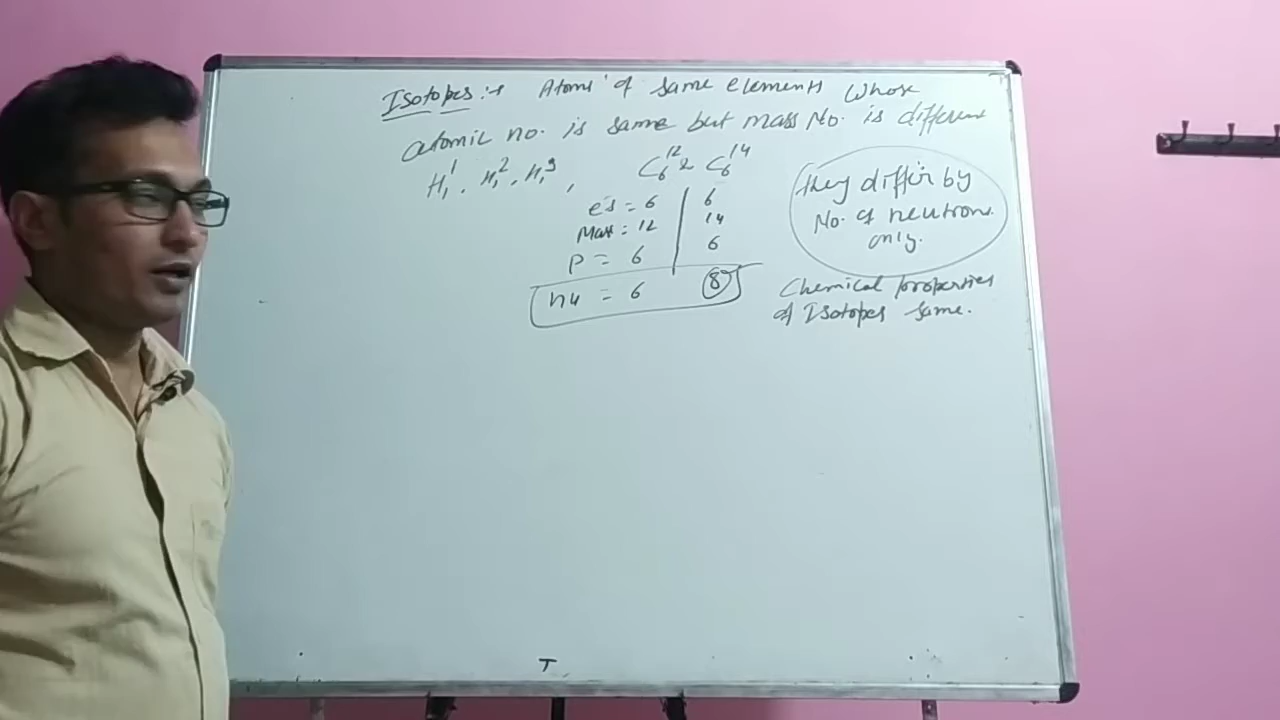 Isotopes :→ Atoms of same elements whose
atomic no. is same but mass No. is different
H₁¹, H₁², H₁³, C₆¹² & C₆¹⁴
e's = 6 | 6
Mass = 12 | 14
P = 6 | 6
nu = 6 8
they differ by
No. of neutrons
only.
Chemical properties
of Isotopes same.
T